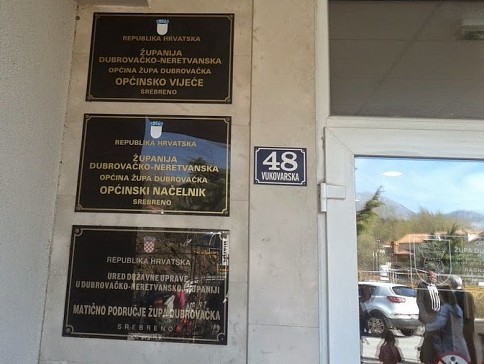 REPUBLIKA HRVATSKA
ŽUPANIJA
DUBROVAČKO-NERETVANSKA
OPĆINA ŽUPA DUBROVAČKA
OPĆINSKO VIJEĆE
SREBRENO
REPUBLIKA HRVATSKA
ŽUPANIJA
DUBROVAČKO-NERETVANSKA
OPĆINA ŽUPA DUBROVAČKA
OPĆINSKI NAČELNIK
SREBRENO
REPUBLIKA HRVATSKA
URED DRŽAVNE UPRAVE
U DUBROVAČKO-NERETVANSKOJ ŽUPANIJI
MATIČNO PODRUČJE ŽUPA DUBROVAČKA
SREBRENO
48
VUKOVARSKA